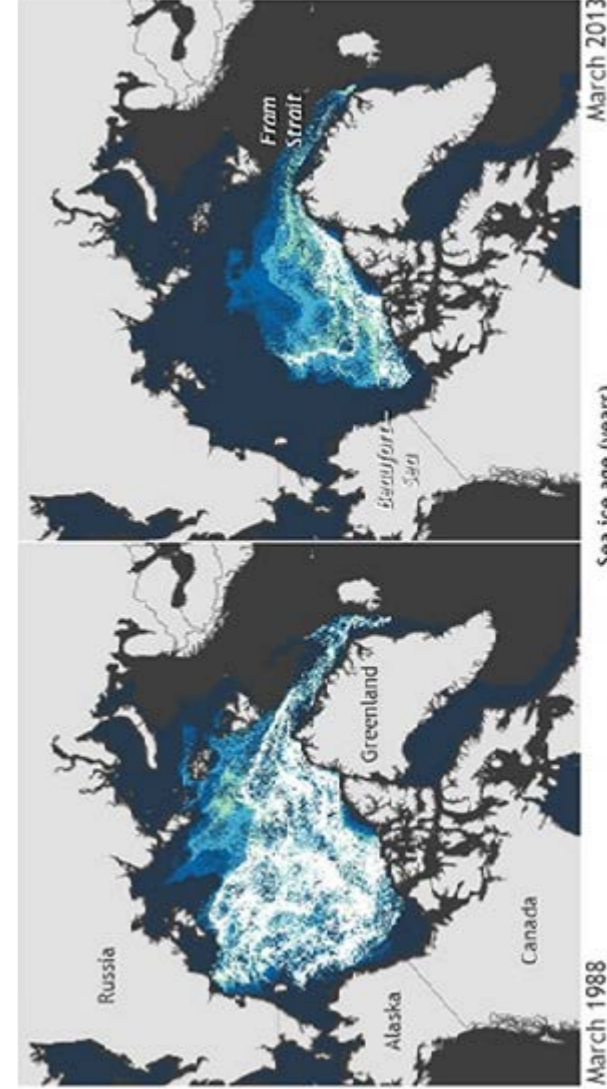 Russia
Alaska
Canada
Greenland
March 1988
Beaufort
Sea
Fram
Strait
March 2013
Sea ice age (years)